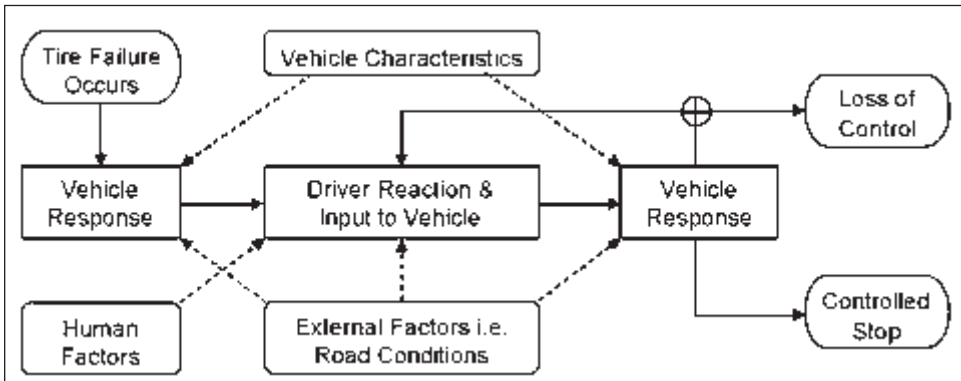 Tire Failure
Occurs
Vehicle Characteristics
Loss of
Control
Vehicle
Response
Driver Reaction &
Input to Vehicle
Vehicle
Response
Human
Factors
External Factors i.e.
Road Conditions
Controlled
Stop